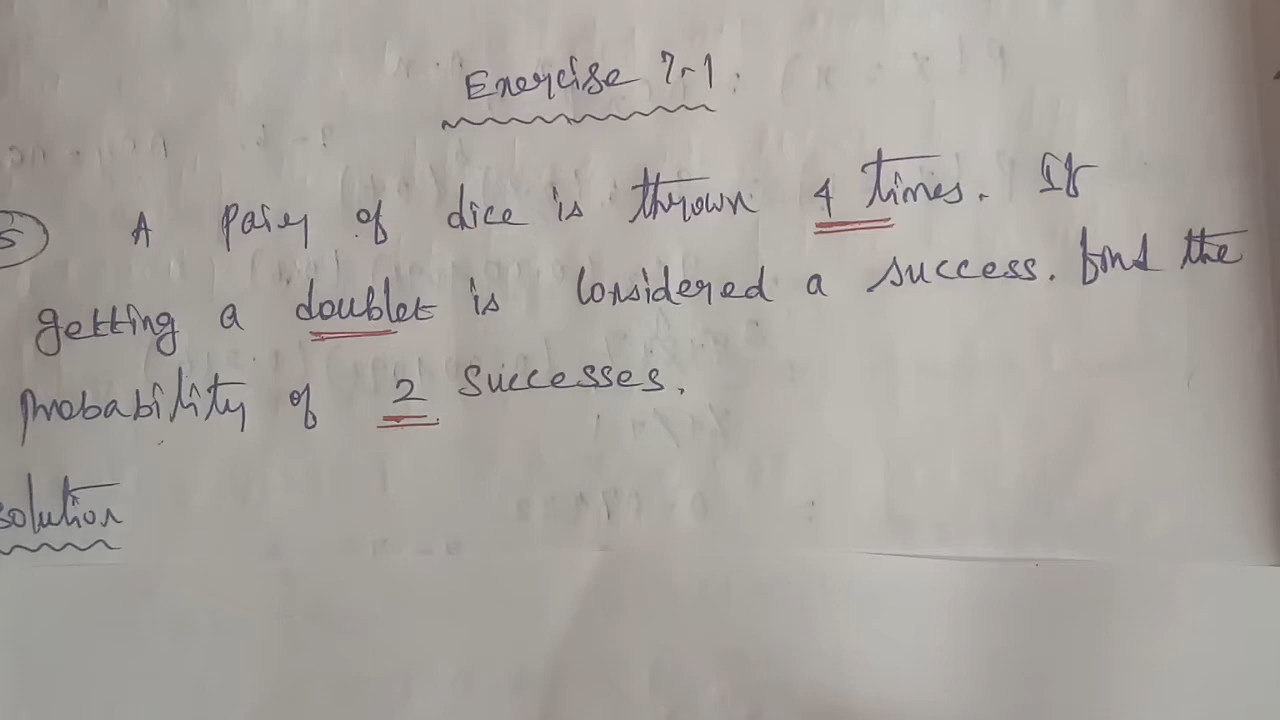 Exercise 7.1
5 A pair of dice is thrown 4 times. If
getting a doublet is considered a success. find the
probability of 2 successes.
solution